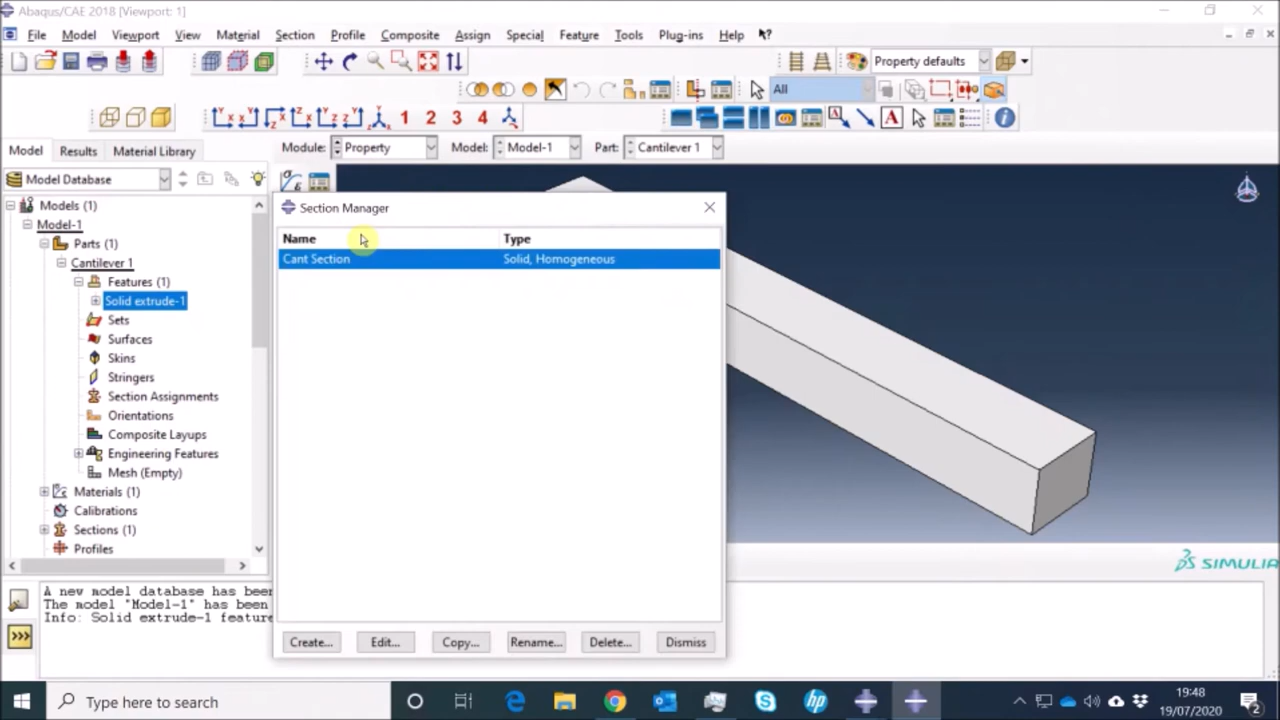 Abaqus/CAE 2018 [Viewport: 1]
File Model Viewport View Material Section Profile Composite Assign Special Feature Tools Plug-ins Help
Property defaults
All
1 2 3 4
Model Results Material Library
Module: Property Model: Model-1 Part: Cantilever 1
Model Database
Models (1)
Model-1
Parts (1)
Cantilever 1
Features (1)
Solid extrude-1
Sets
Surfaces
Skins
Stringers
Section Assignments
Orientations
Composite Layups
Engineering Features
Mesh (Empty)
Materials (1)
Calibrations
Sections (1)
Profiles
Section Manager
Name Type
Cant Section Solid, Homogeneous
Create... Edit... Copy... Rename... Delete... Dismiss
SIMULIA
A new model database has been
The model "Model-1" has been
Info: Solid extrude-1 feature
Type here to search
19:48
19/07/2020
2